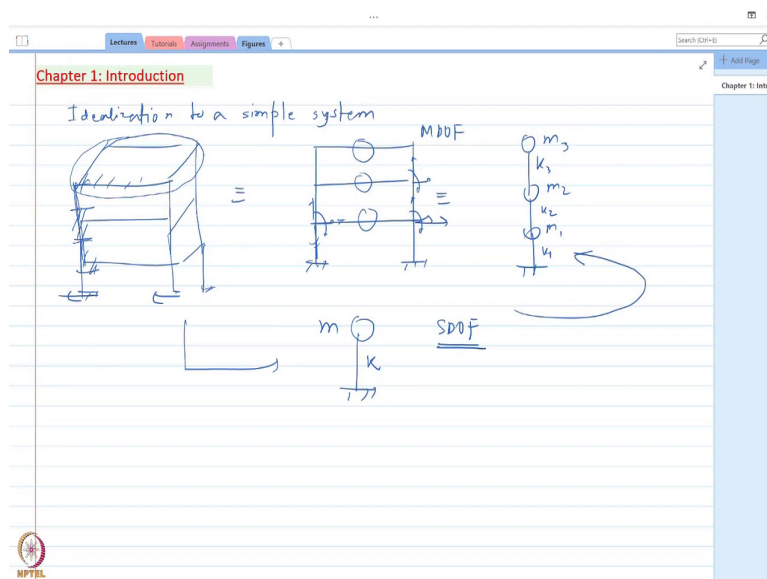 ...
Lectures Tutorials Assignments Figures +
Search (Ctrl+E)
+ Add Page
Chapter 1: Introduction
Chapter 1: Int
Idealization to a simple system
MDOF
m3
k3
≡ ≡
m2
k2
m1
k1
m SDOF
k
NPTEL